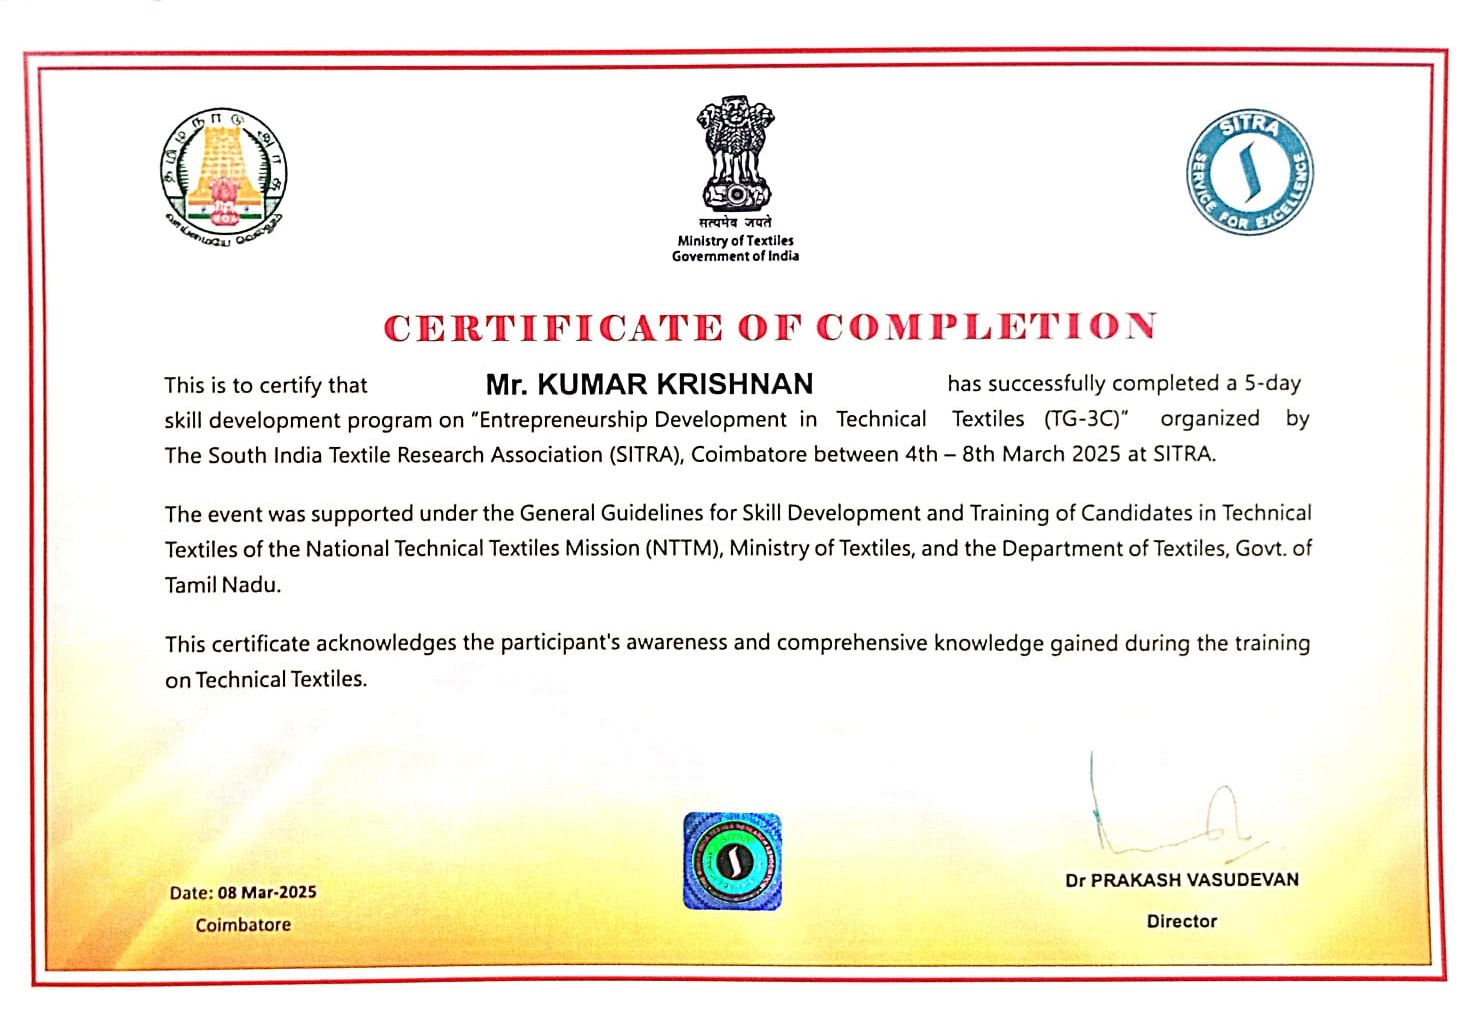 தமிழ்நாடு அரசு
வாய்மையே வெல்லும்
सत्यमेव जयते
Ministry of Textiles
Government of India
SITRA
SERVICE FOR EXCELLENCE
CERTIFICATE OF COMPLETION
This is to certify that Mr. KUMAR KRISHNAN has successfully completed a 5-day
skill development program on “Entrepreneurship Development in Technical Textiles (TG-3C)” organized by
The South India Textile Research Association (SITRA), Coimbatore between 4th – 8th March 2025 at SITRA.
The event was supported under the General Guidelines for Skill Development and Training of Candidates in Technical
Textiles of the National Technical Textiles Mission (NTTM), Ministry of Textiles, and the Department of Textiles, Govt. of
Tamil Nadu.
This certificate acknowledges the participant's awareness and comprehensive knowledge gained during the training
on Technical Textiles.
Date: 08 Mar-2025
Coimbatore
Dr PRAKASH VASUDEVAN
Director